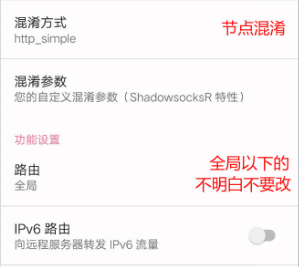 混淆方式
http_simple
节点混淆
混淆参数
您的自定义混淆参数（ShadowsocksR 特性）
功能设置
路由
全局
全局以下的
不明白不要改
IPv6 路由
向远程服务器转发 IPv6 流量